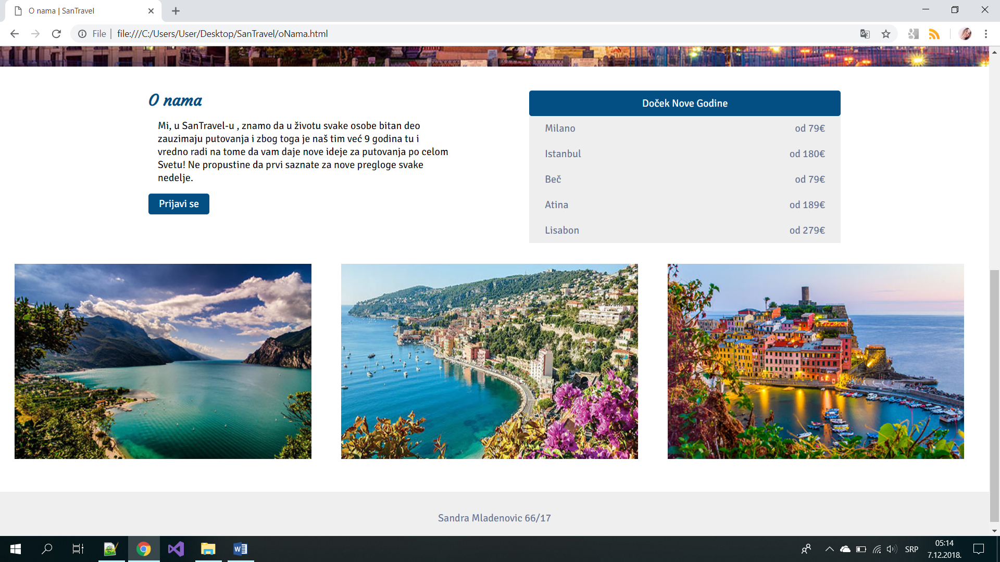 O nama | SanTravel
File | file:///C:/Users/User/Desktop/SanTravel/oNama.html
O nama
Mi, u SanTravel-u , znamo da u životu svake osobe bitan deo
zauzimaju putovanja i zbog toga je naš tim već 9 godina tu i
vredno radi na tome da vam daje nove ideje za putovanja po celom
Svetu! Ne propustine da prvi saznate za nove pregloge svake
nedelje.
Prijavi se
Doček Nove Godine
Milano od 79€
Istanbul od 180€
Beč od 79€
Atina od 189€
Lisabon od 279€
Sandra Mladenovic 66/17
SRP
05:14
7.12.2018.